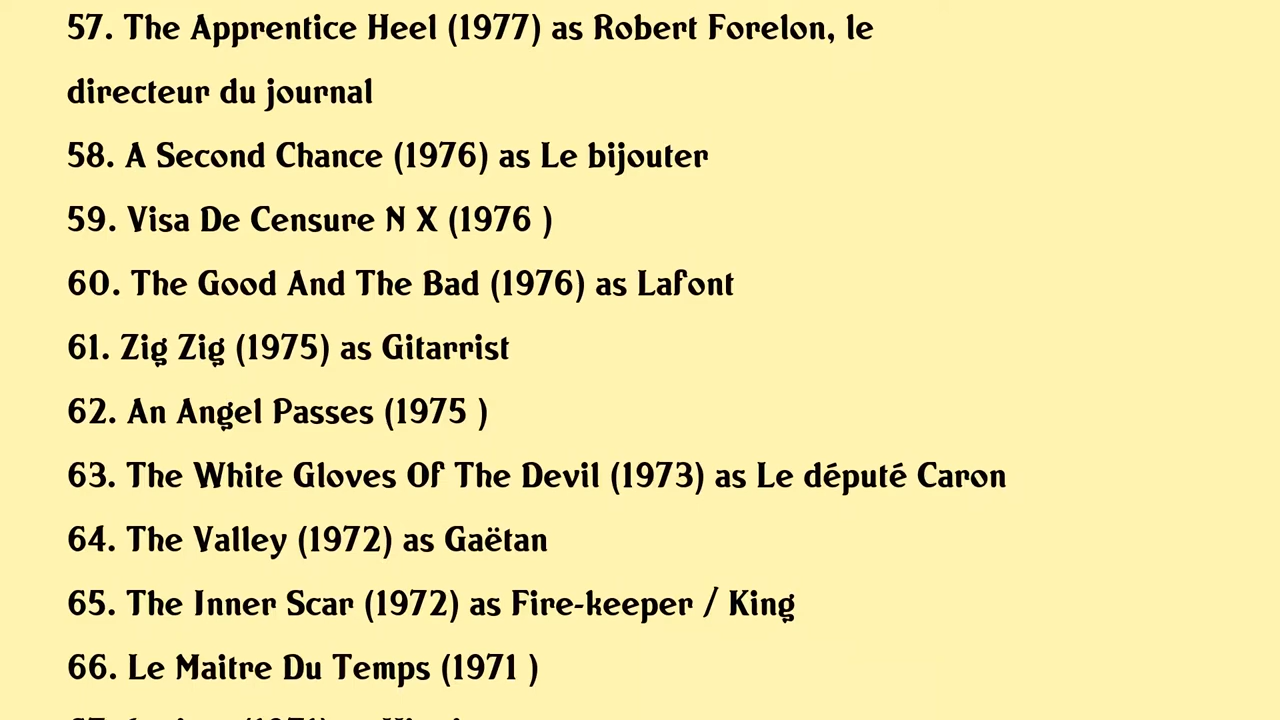 57. The Apprentice Heel (1977) as Robert Forelon, le
directeur du journal
58. A Second Chance (1976) as Le bijouter
59. Visa De Censure N X (1976 )
60. The Good And The Bad (1976) as Lafont
61. Zig Zig (1975) as Gitarrist
62. An Angel Passes (1975 )
63. The White Gloves Of The Devil (1973) as Le député Caron
64. The Valley (1972) as Gaëtan
65. The Inner Scar (1972) as Fire-keeper / King
66. Le Maitre Du Temps (1971 )